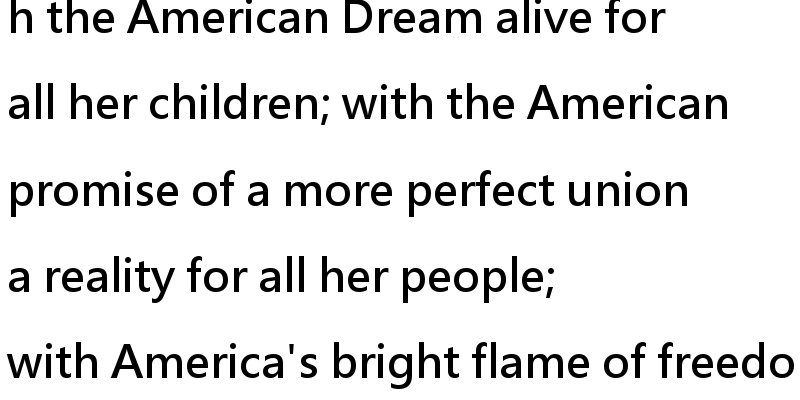 h the American Dream alive for
all her children; with the American
promise of a more perfect union
a reality for all her people;
with America's bright flame of freedo